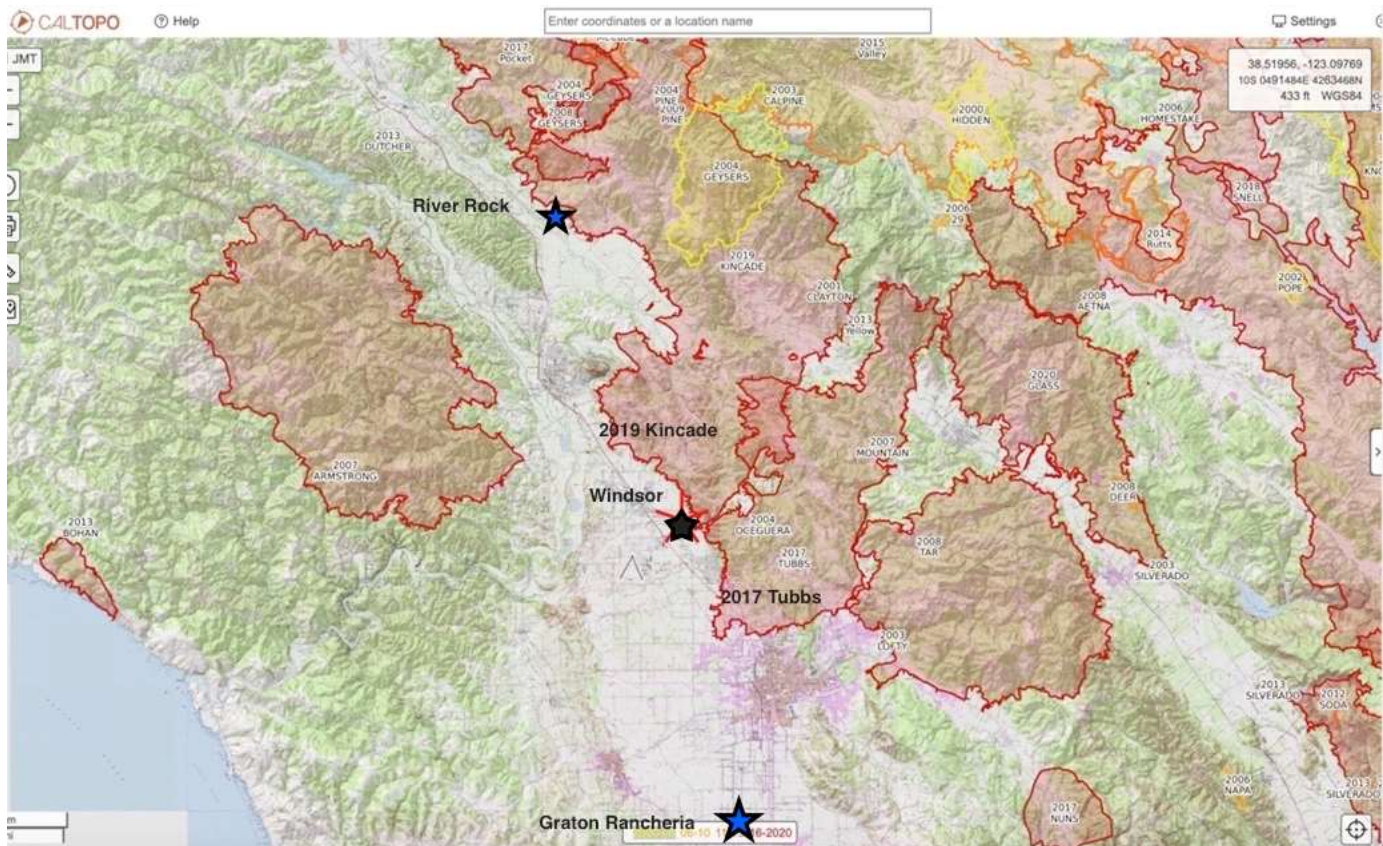 CALTOPO
Help
Enter coordinates or a location name
Settings
JMT
38.51956, -123.09769
10S 0491484E 4263468N
433 ft WGS84
2017
Pocket
2015
Valley
2004
GEYSERS
2008
GEYSERS
2004
PINE
2009
PINE
2003
CALPINE
2000
HIDDEN
2006
HOMESTAKE
2013
DUTCHER
2004
GEYSERS
2018
SNELL
River Rock
2006
29
2014
Rutts
2019
KINCADE
2002
POPE
2001
CLAYTON
2008
AETNA
2013
Yellow
2020
GLASS
2019 Kincade
2007
MOUNTAIN
2007
ARMSTRONG
Windsor
2008
DEER
2004
OCEGUERA
2013
BOHAN
2008
TAR
2017
TUBBS
2003
SILVERADO
2017 Tubbs
2003
LOFTY
2013
SILVERADO
2012
SODA
2006
NAPA
2013
SILVERADO
2017
NUNS
Graton Rancheria
06-10
16-2020